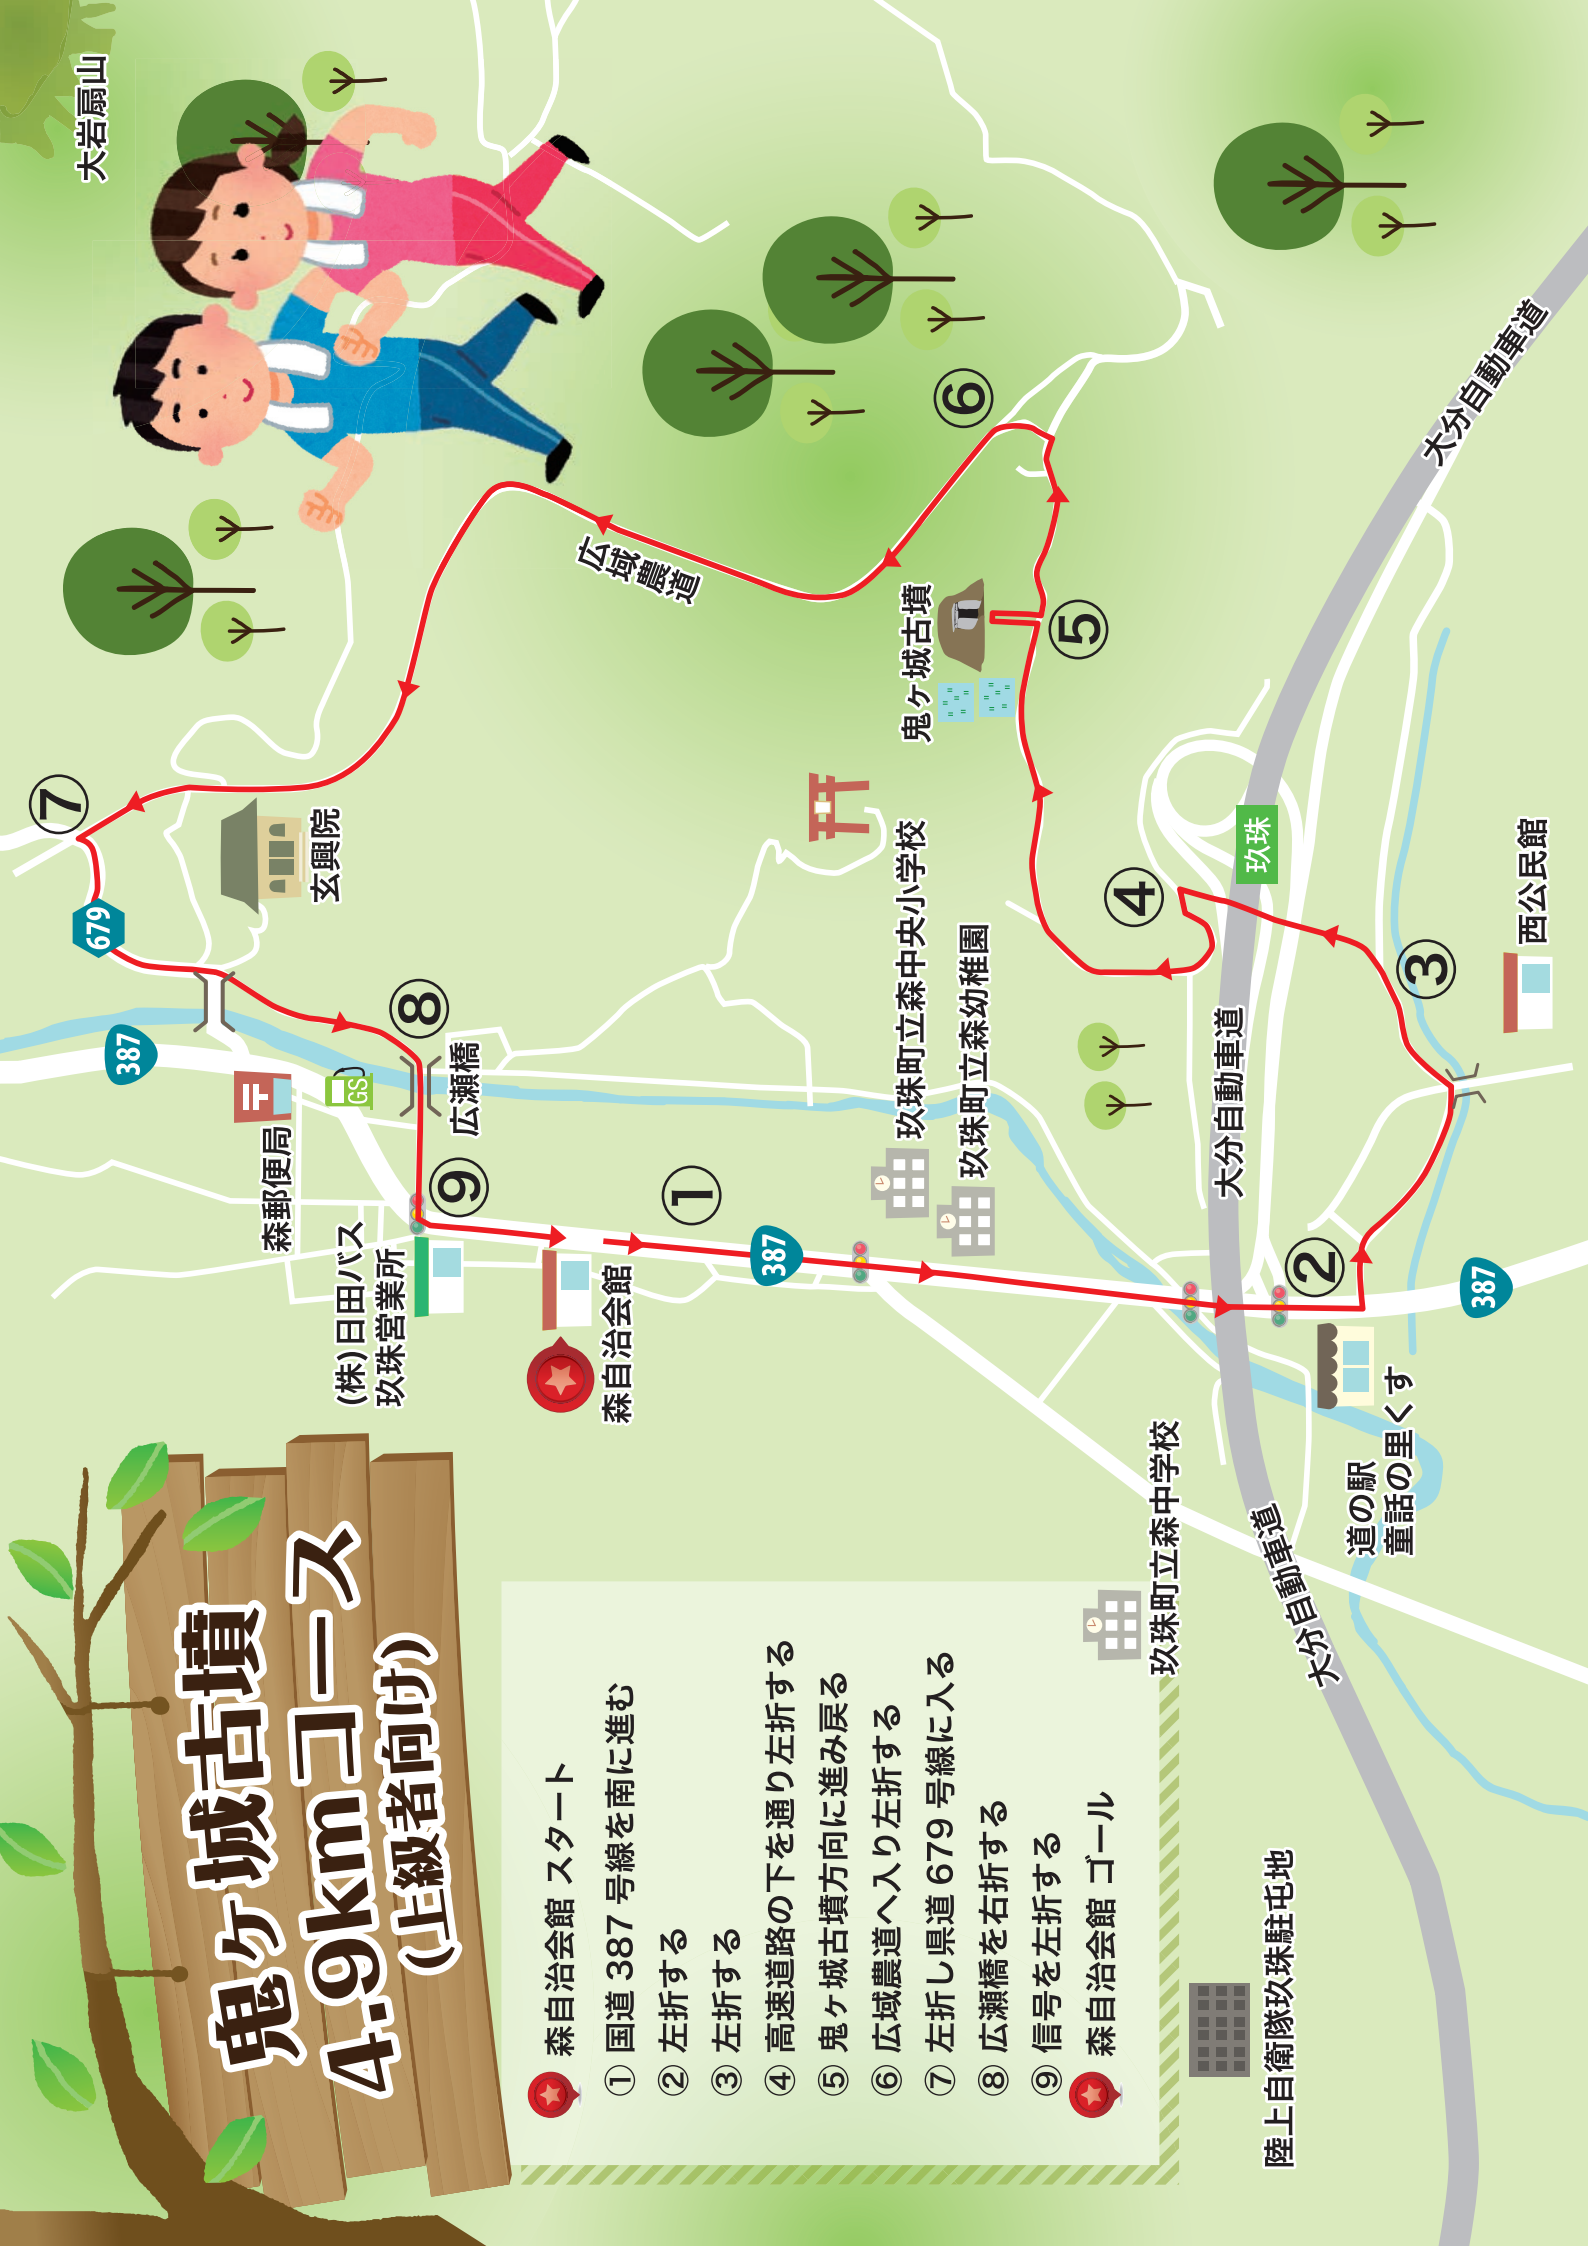 鬼ヶ城古墳
4.9kmコース
(上級者向け)
森自治会館 スタート
① 国道 387 号線を南に進む
② 左折する
③ 左折する
④ 高速道路の下を通り左折する
⑤ 鬼ヶ城古墳方向に進み戻る
⑥ 広域農道へ入り左折する
⑦ 左折し県道 679 号線に入る
⑧ 広瀬橋を右折する
⑨ 信号を左折する
森自治会館 ゴール
大岩扇山
⑦
679
387
玄興院
森郵便局
GS
⑧
広瀬橋
(株)日田バス
玖珠営業所
⑨
広域農道
森自治会館
①
387
鬼ヶ城古墳
⑥
⑤
玖珠町立森中央小学校
玖珠町立森幼稚園
④
玖珠町立森中学校
大分自動車道
玖珠
大分自動車道
大分自動車道
陸上自衛隊玖珠駐屯地
②
道の駅
童話の里くす
③
387
西公民館